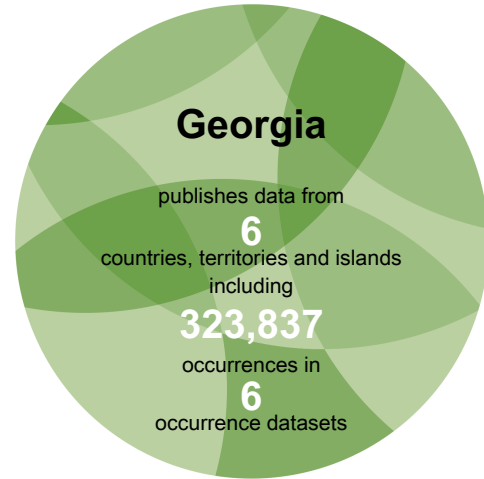 Georgia
publishes data from
6
countries, territories and islands
including
323,837
occurrences in
6
occurrence datasets